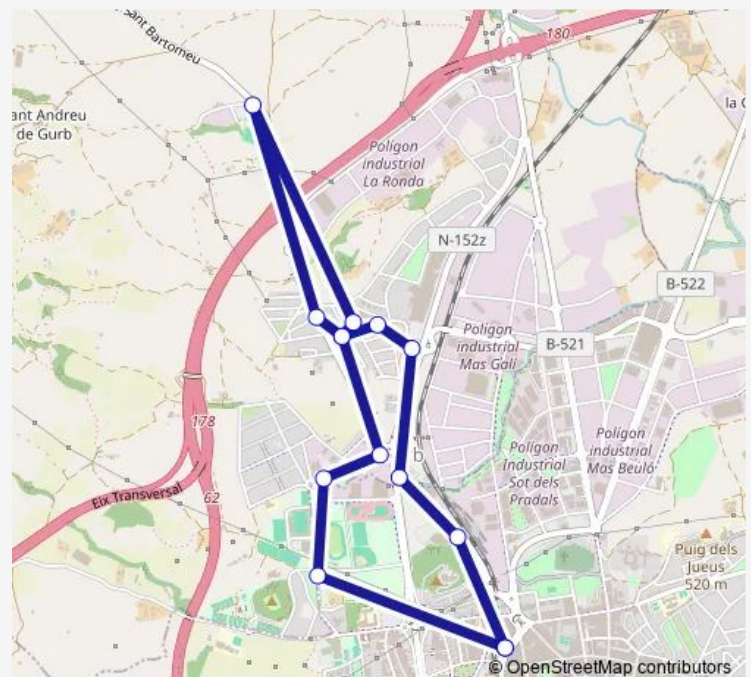 Sant Bartomeu
180
ant Andreu
de Gurb
la C
Polígon
industrial
La Ronda
N-152z
B-522
Polígon
industrial
Mas Galí
B-521
178
62
Eix Transversal
b
Polígon
Industrial
Sot dels
Pradals
Polígon
industrial
Mas Beuló
Puig dels
Jueus
520 m
© OpenStreetMap contributors